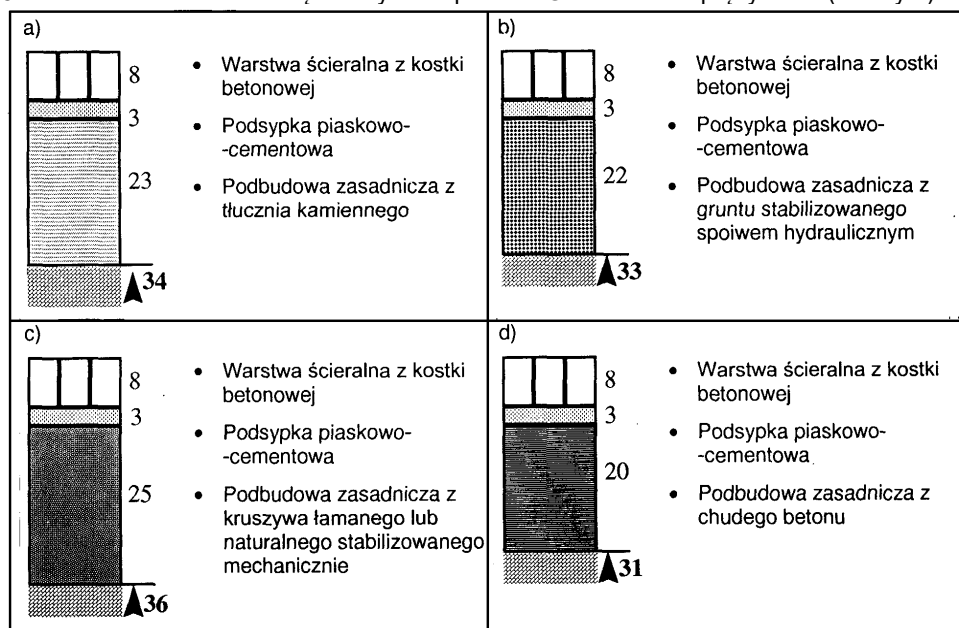 a)
8
3
23
34
• Warstwa ścieralna z kostki
betonowej
• Podsypka piaskowo-
-cementowa
• Podbudowa zasadnicza z
tłucznia kamiennego
b)
8
3
22
33
• Warstwa ścieralna z kostki
betonowej
• Podsypka piaskowo-
-cementowa
• Podbudowa zasadnicza z
gruntu stabilizowanego
spoiwem hydraulicznym
c)
8
3
25
36
• Warstwa ścieralna z kostki
betonowej
• Podsypka piaskowo-
-cementowa
• Podbudowa zasadnicza z
kruszywa łamanego lub
naturalnego stabilizowanego
mechanicznie
d)
8
3
20
31
• Warstwa ścieralna z kostki
betonowej
• Podsypka piaskowo-
-cementowa
• Podbudowa zasadnicza z
chudego betonu